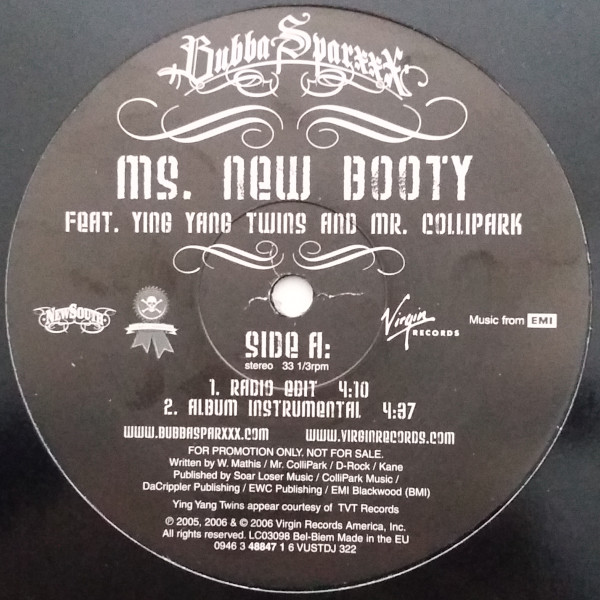 Bubba SparxxX
Ms. New Booty
Feat. Ying Yang Twins and Mr. Collipark
NewSouth
Virgin RECORDS
Music from EMI
Side A:
stereo 33 1/3rpm
1. Radio Edit 4:10
2. Album Instrumental 4:37
www.bubbasparxxx.com www.virginrecords.com
FOR PROMOTION ONLY. NOT FOR SALE.
Written by W. Mathis / Mr. ColliPark / D-Rock / Kane
Published by Soar Loser Music / ColliPark Music /
DaCrippler Publishing / EWC Publishing / EMI Blackwood (BMI)
Ying Yang Twins appear courtesy of TVT Records
℗ 2005, 2006 & © 2006 Virgin Records America, Inc.
All rights reserved. LC03098 Bel-Biem Made in the EU
0946 3 48847 1 6 VUSTDJ 322